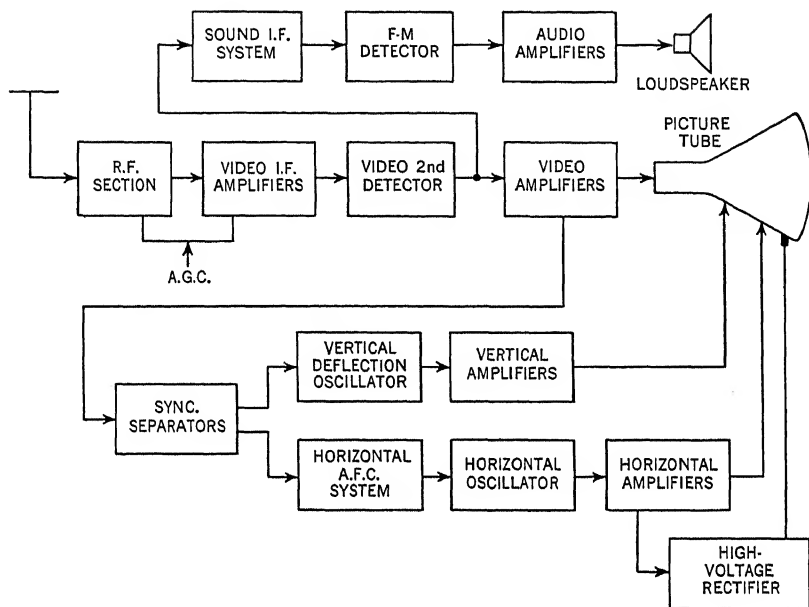 SOUND I.F.
SYSTEM
F-M
DETECTOR
AUDIO
AMPLIFIERS
LOUDSPEAKER
PICTURE
TUBE
R.F.
SECTION
VIDEO I.F.
AMPLIFIERS
VIDEO 2nd
DETECTOR
VIDEO
AMPLIFIERS
A.G.C.
VERTICAL
DEFLECTION
OSCILLATOR
VERTICAL
AMPLIFIERS
SYNC.
SEPARATORS
HORIZONTAL
A.F.C.
SYSTEM
HORIZONTAL
OSCILLATOR
HORIZONTAL
AMPLIFIERS
HIGH-
VOLTAGE
RECTIFIER